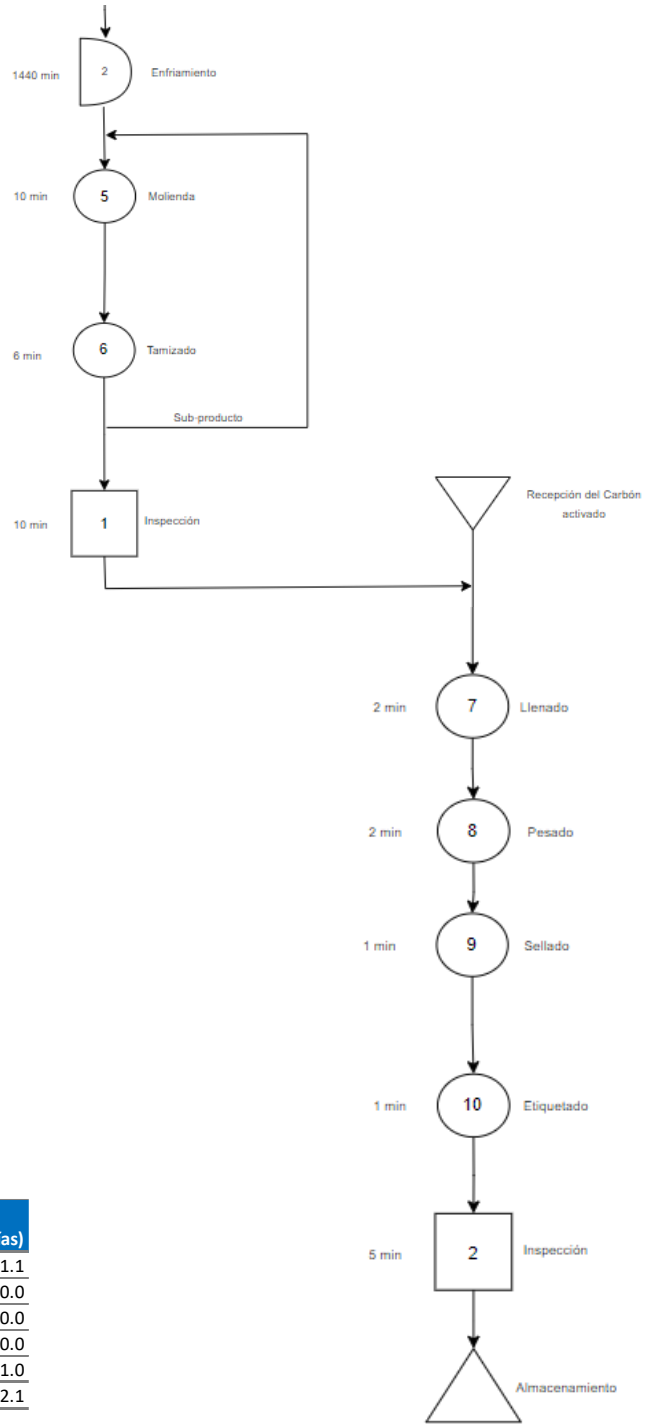 1440 min
2
Enfriamiento
10 min
5
Molienda
6 min
6
Tamizado
Sub-producto
10 min
1
Inspección
Recepción del Carbón
activado
2 min
7
Llenado
2 min
8
Pesado
1 min
9
Sellado
1 min
10
Etiquetado
5 min
2
Inspección
Almacenamiento
as)
1.1
0.0
0.0
0.0
1.0
2.1